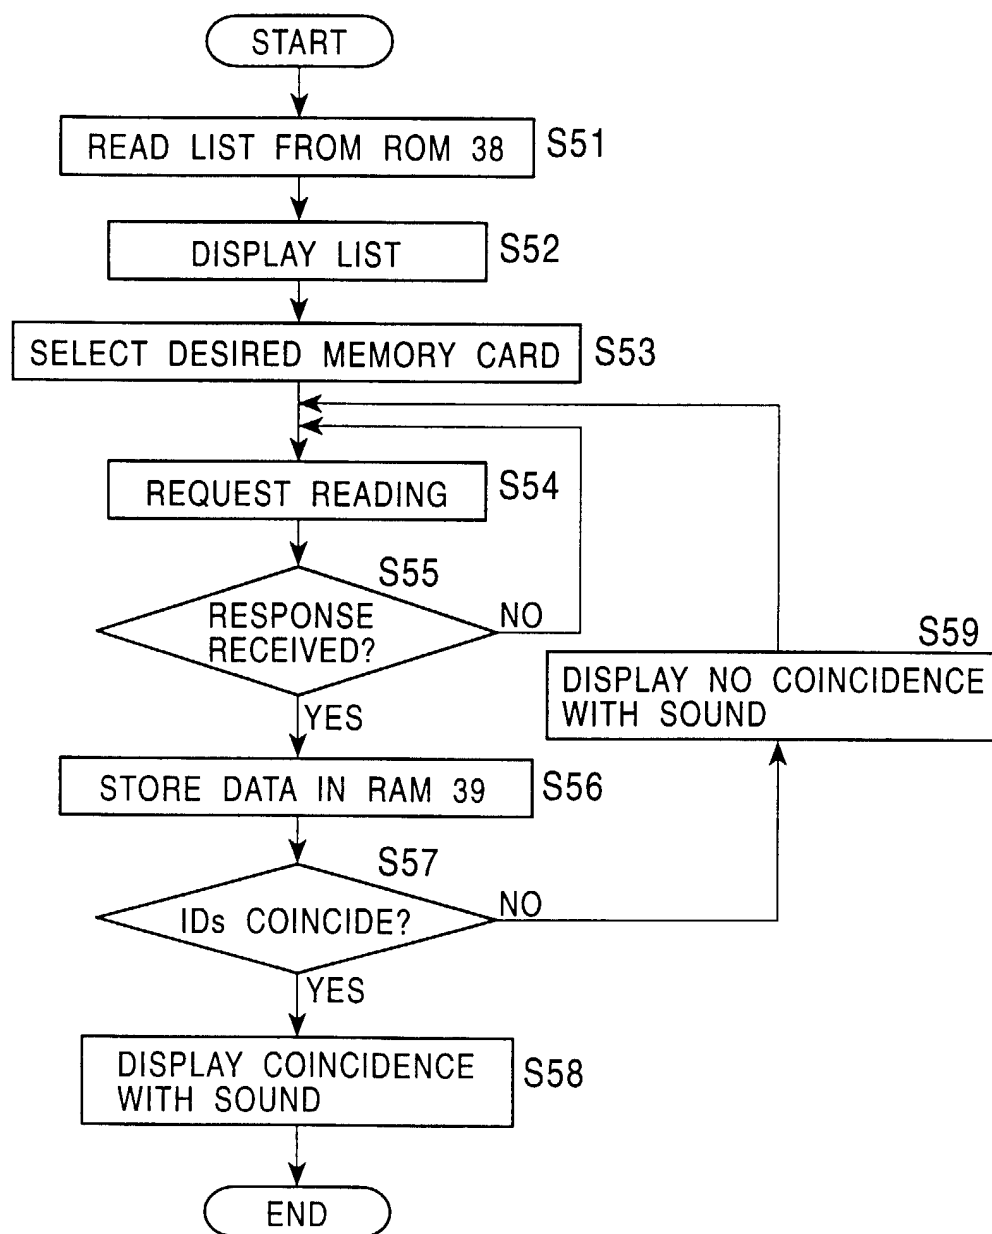 START
READ LIST FROM ROM 38
S51
DISPLAY LIST
S52
SELECT DESIRED MEMORY CARD
S53
REQUEST READING
S54
S55
RESPONSE
RECEIVED?
NO
YES
S59
DISPLAY NO COINCIDENCE
WITH SOUND
STORE DATA IN RAM 39
S56
S57
IDs COINCIDE?
NO
YES
DISPLAY COINCIDENCE
WITH SOUND
S58
END